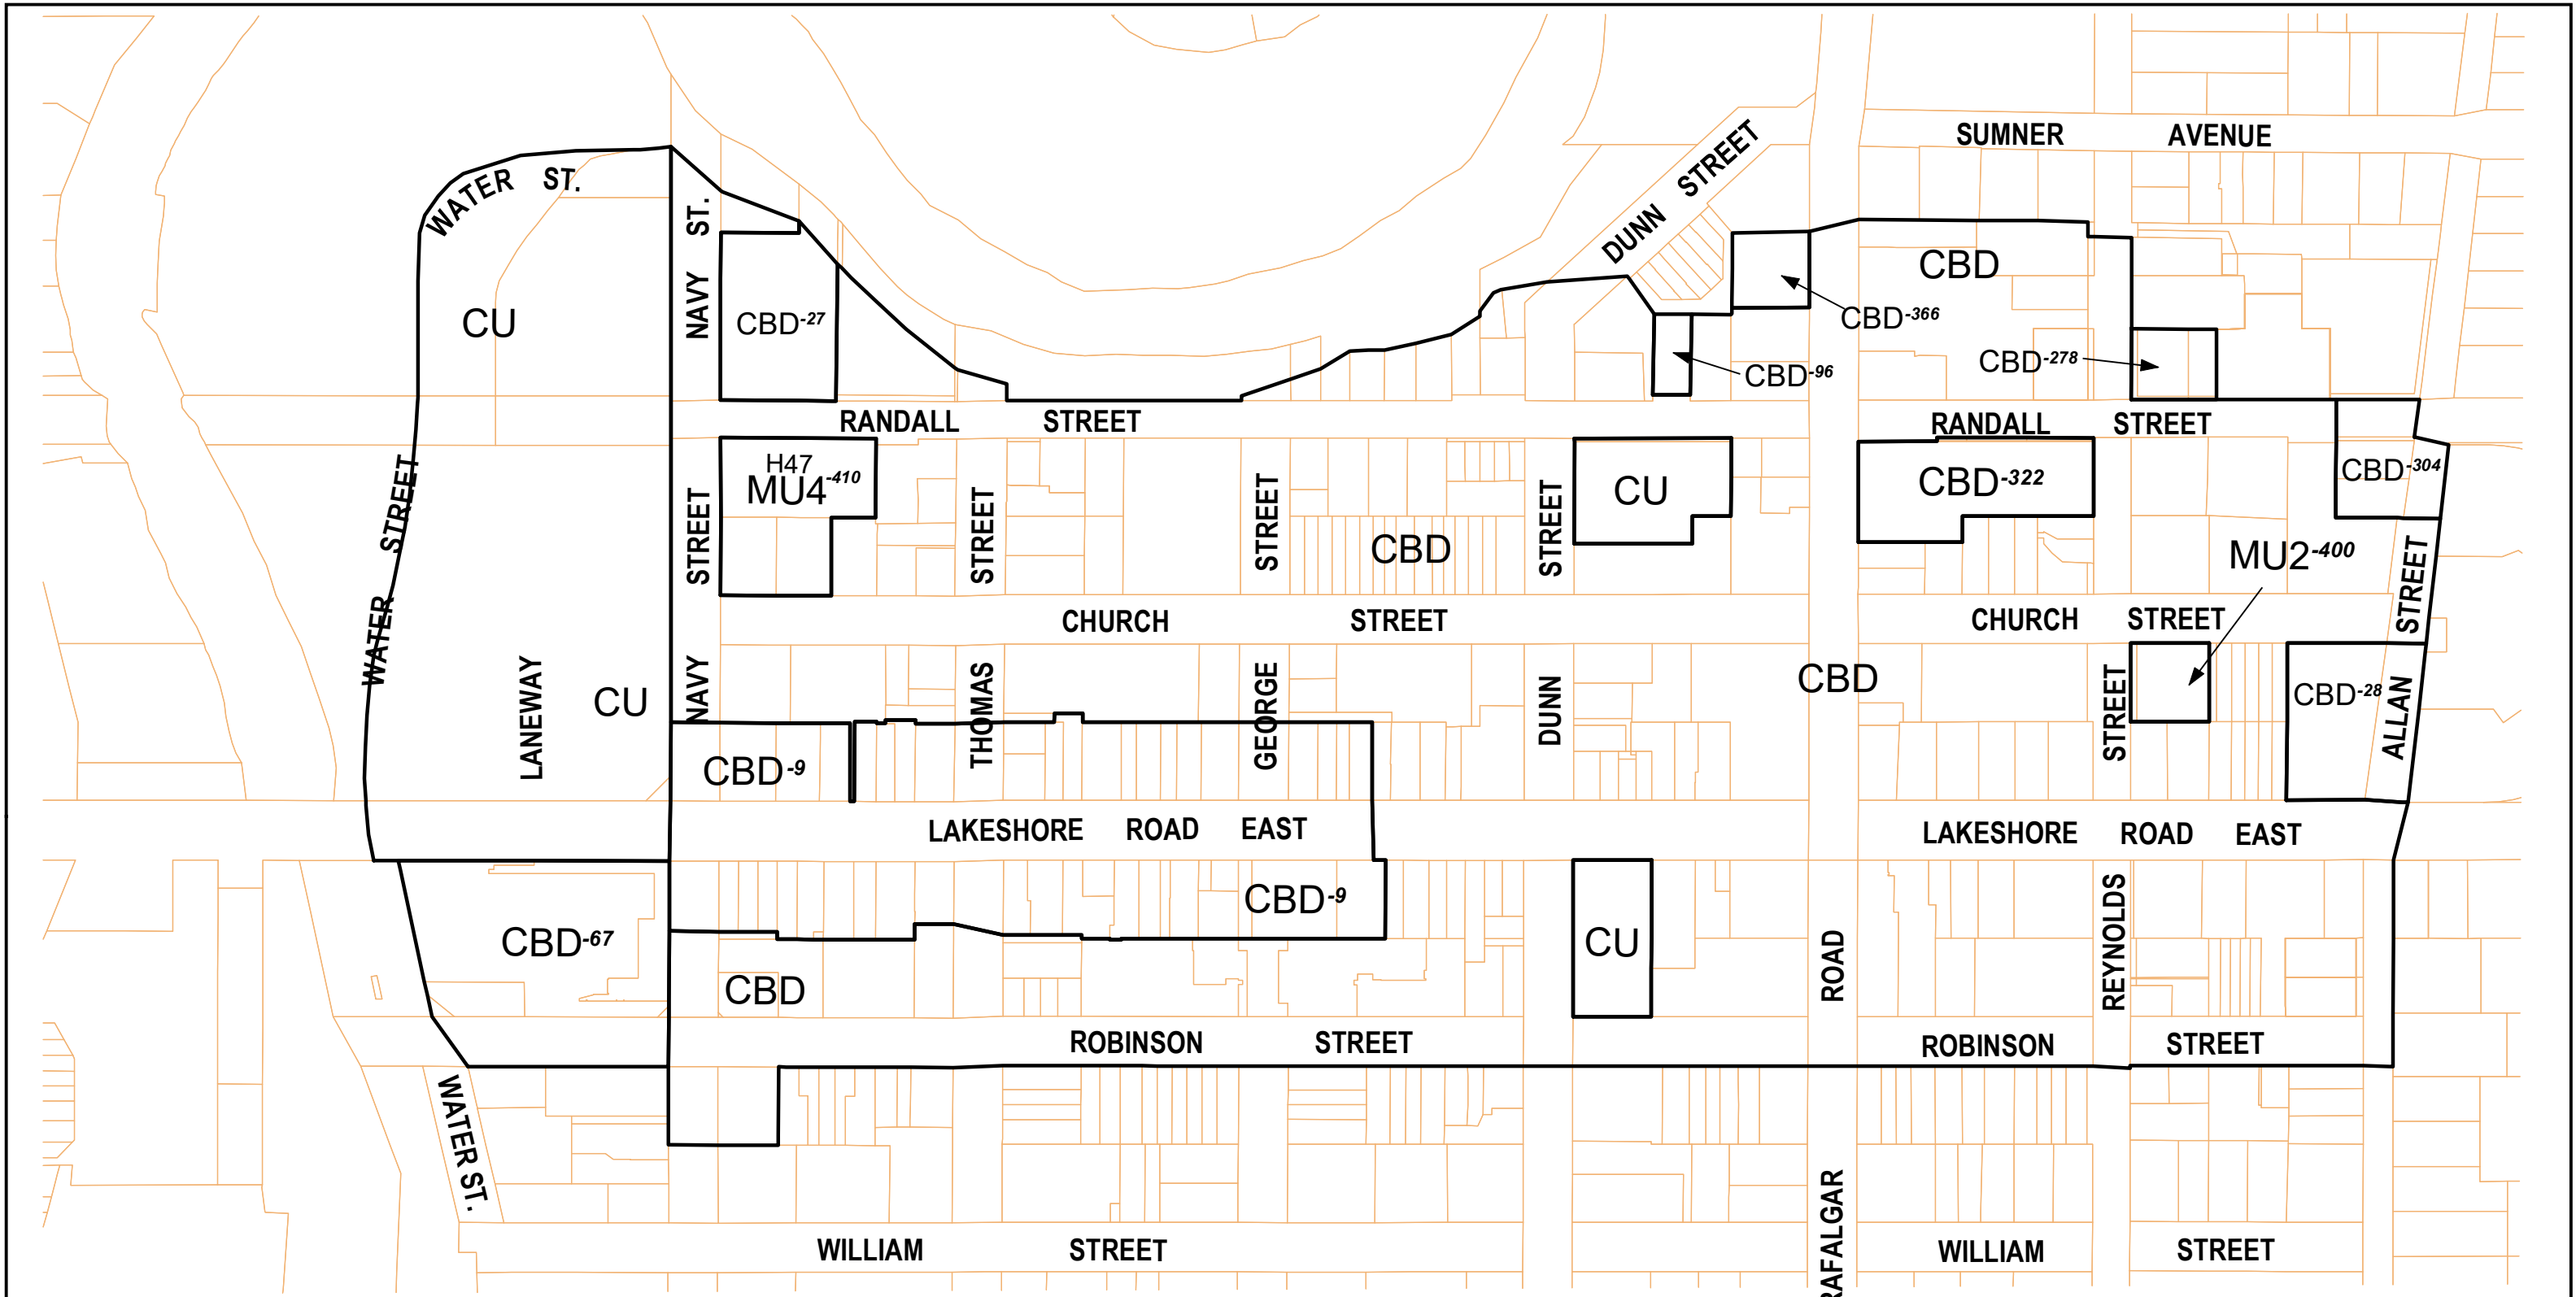 SUMNER AVENUE
WATER ST.
DUNN STREET
NAVY ST.
CBD
CU
CBD-27
CBD-366
CBD-278
CBD-96
RANDALL STREET
RANDALL STREET
H47
MU4-410
CU
CBD-322
CBD-304
WATER STREET
NAVY STREET
THOMAS STREET
GEORGE STREET
CBD
DUNN STREET
MU2-400
ALLAN STREET
CHURCH STREET
CHURCH STREET
LANEWAY
CU
CBD
REYNOLDS STREET
CBD-28
CBD-9
LAKESHORE ROAD EAST
LAKESHORE ROAD EAST
CBD-9
CBD-67
CU
CBD
ROAD
ROBINSON STREET
ROBINSON STREET
WATER ST.
RAFALGAR
WILLIAM STREET
WILLIAM STREET